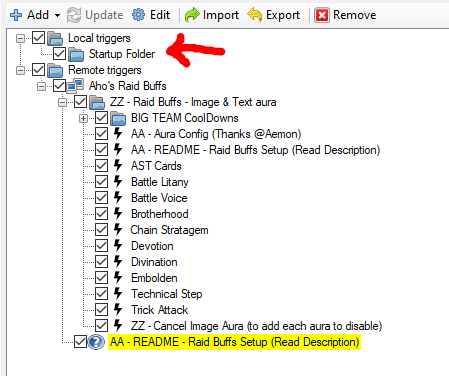 Add Update Edit Import Export Remove
Local triggers
Startup Folder
Remote triggers
Aho's Raid Buffs
ZZ - Raid Buffs - Image & Text aura
BIG TEAM CoolDowns
AA - Aura Config (Thanks @Aemon)
AA - README - Raid Buffs Setup (Read Description)
AST Cards
Battle Litany
Battle Voice
Brotherhood
Chain Stratagem
Devotion
Divination
Embolden
Technical Step
Trick Attack
ZZ - Cancel Image Aura (to add each aura to disable)
AA - README - Raid Buffs Setup (Read Description)